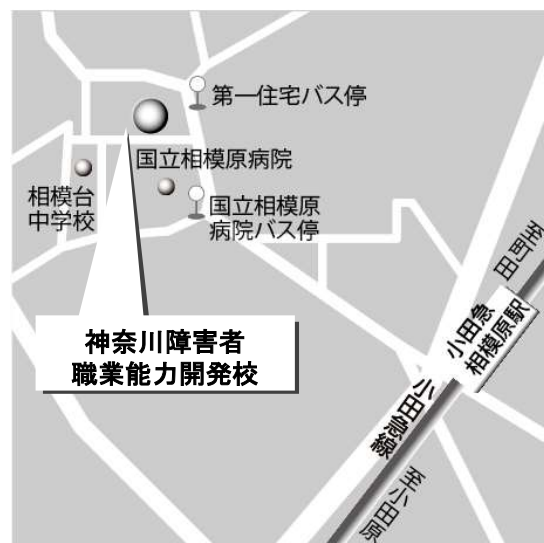 第一住宅バス停
国立相模原病院
相模台
中学校
国立相模原
病院バス停
至町田
小田急
相模原駅
神奈川障害者
職業能力開発校
小田急線
至小田原